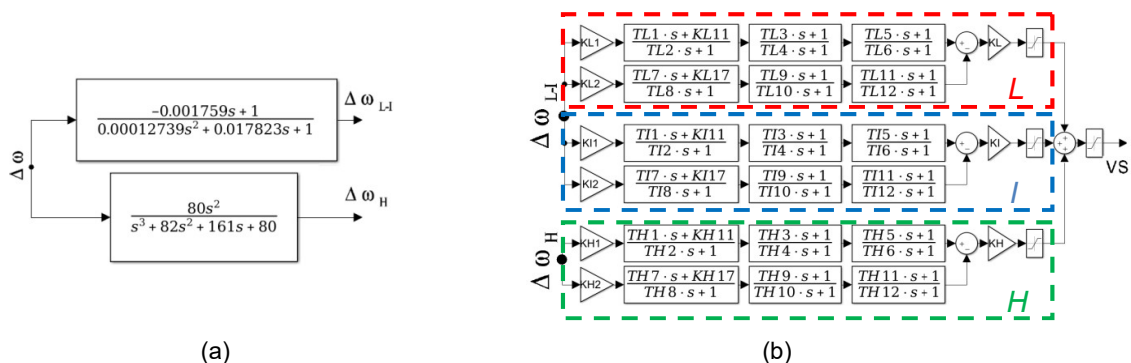 −0.001759s + 1
0.00012739s² + 0.017823s + 1
Δ ω L-I
Δ ω
80s²
s³ + 82s² + 161s + 80
Δ ω H
(a)
KL1 TL1·s+KL11 TL3·s+1 TL5·s+1 KL
TL2·s+1 TL4·s+1 TL6·s+1
KL2 TL7·s+KL17 TL9·s+1 TL11·s+1
TL8·s+1 TL10·s+1 TL12·s+1
L
Δ ω L-I
KI1 TI1·s+KI11 TI3·s+1 TI5·s+1 KI
TI2·s+1 TI4·s+1 TI6·s+1
VS
KI2 TI7·s+KI17 TI9·s+1 TI11·s+1
TI8·s+1 TI10·s+1 TI12·s+1
I
Δ ω H
KH1 TH1·s+KH11 TH3·s+1 TH5·s+1 KH
TH2·s+1 TH4·s+1 TH6·s+1
KH2 TH7·s+KH17 TH9·s+1 TH11·s+1
TH8·s+1 TH10·s+1 TH12·s+1
H
(b)